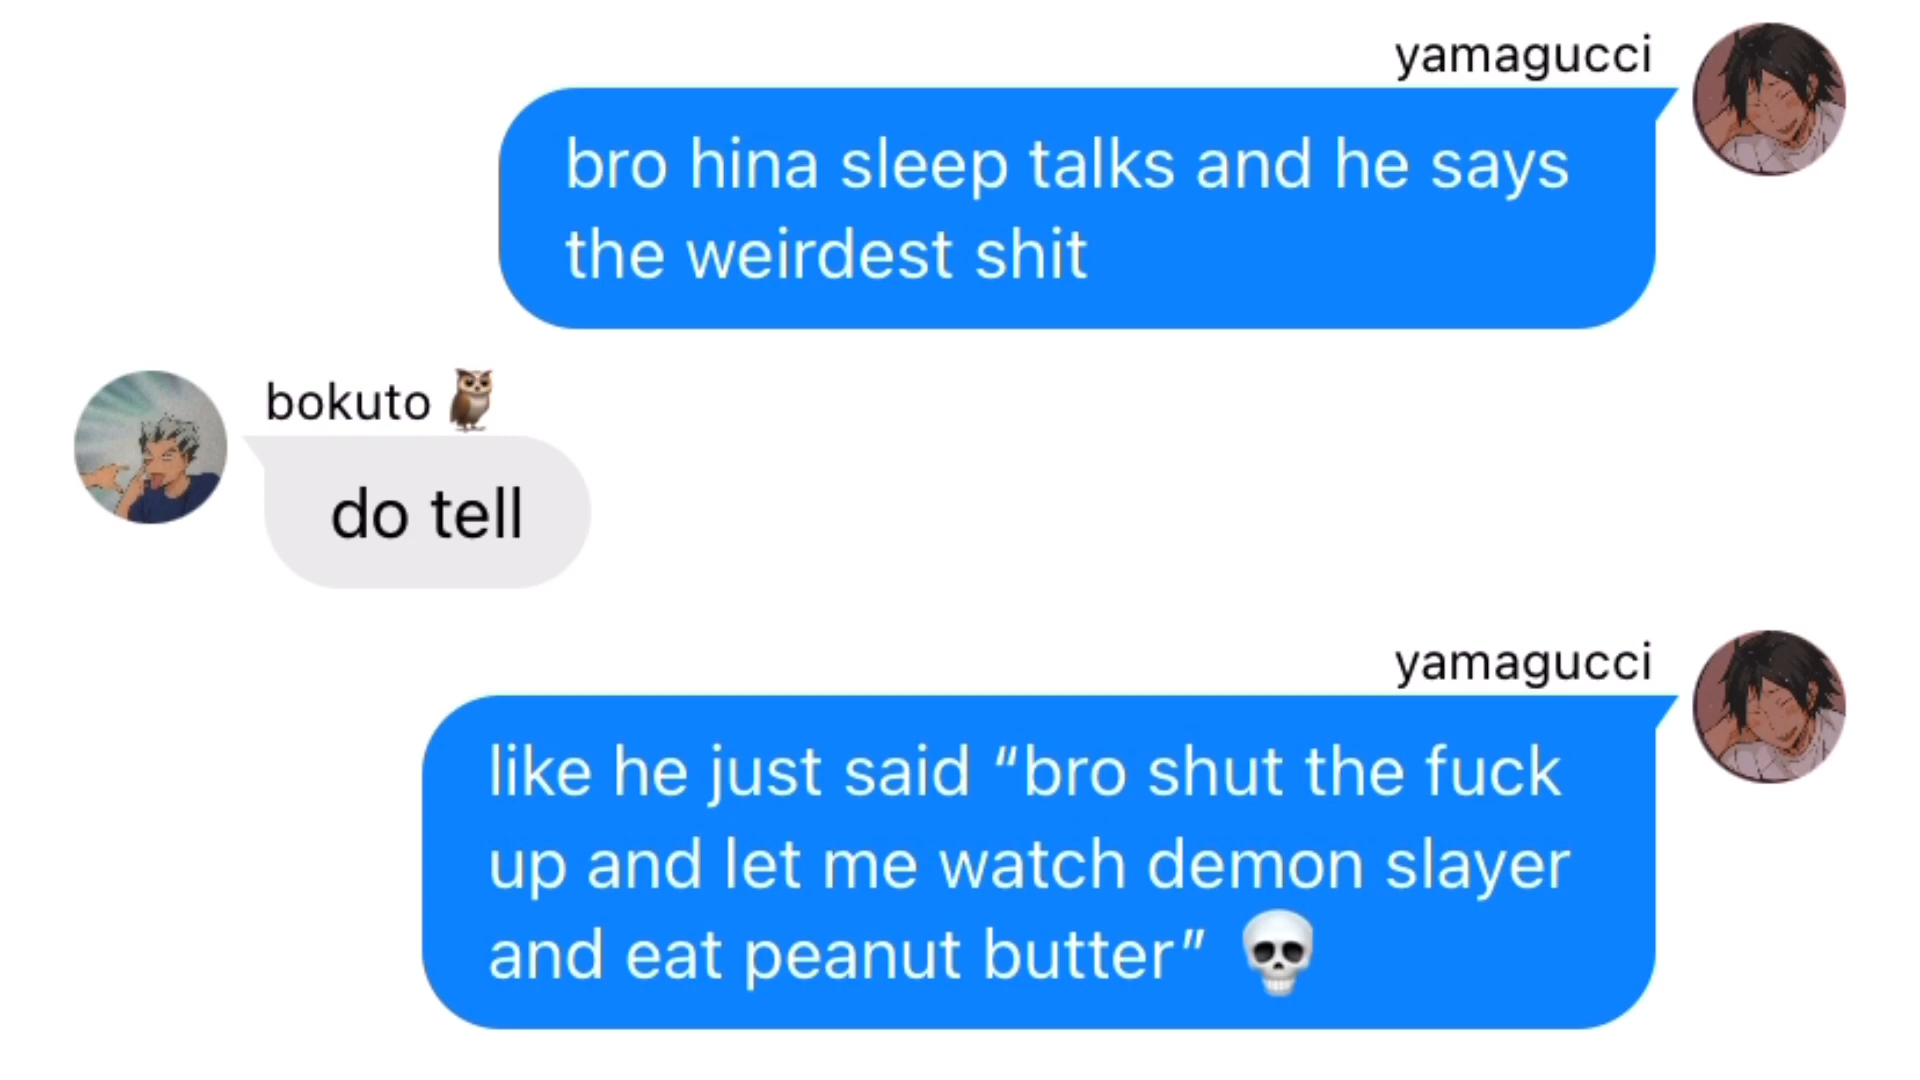 yamagucci
bro hina sleep talks and he says
the weirdest shit
bokuto🦉
do tell
yamagucci
like he just said “bro shut the fuck
up and let me watch demon slayer
and eat peanut butter” 💀